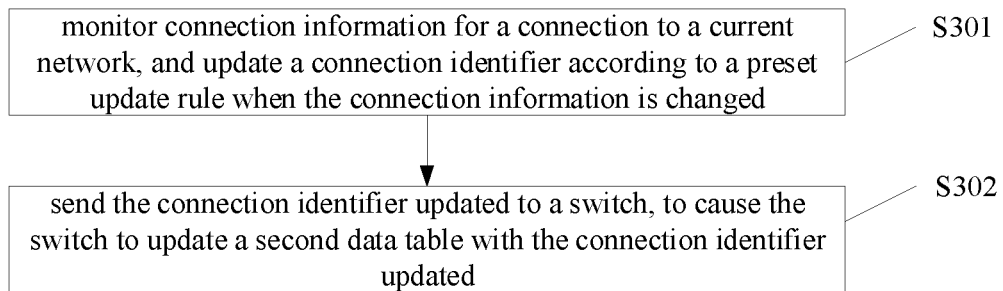 monitor connection information for a connection to a current
network, and update a connection identifier according to a preset
update rule when the connection information is changed
S301
send the connection identifier updated to a switch, to cause the
switch to update a second data table with the connection identifier
updated
S302